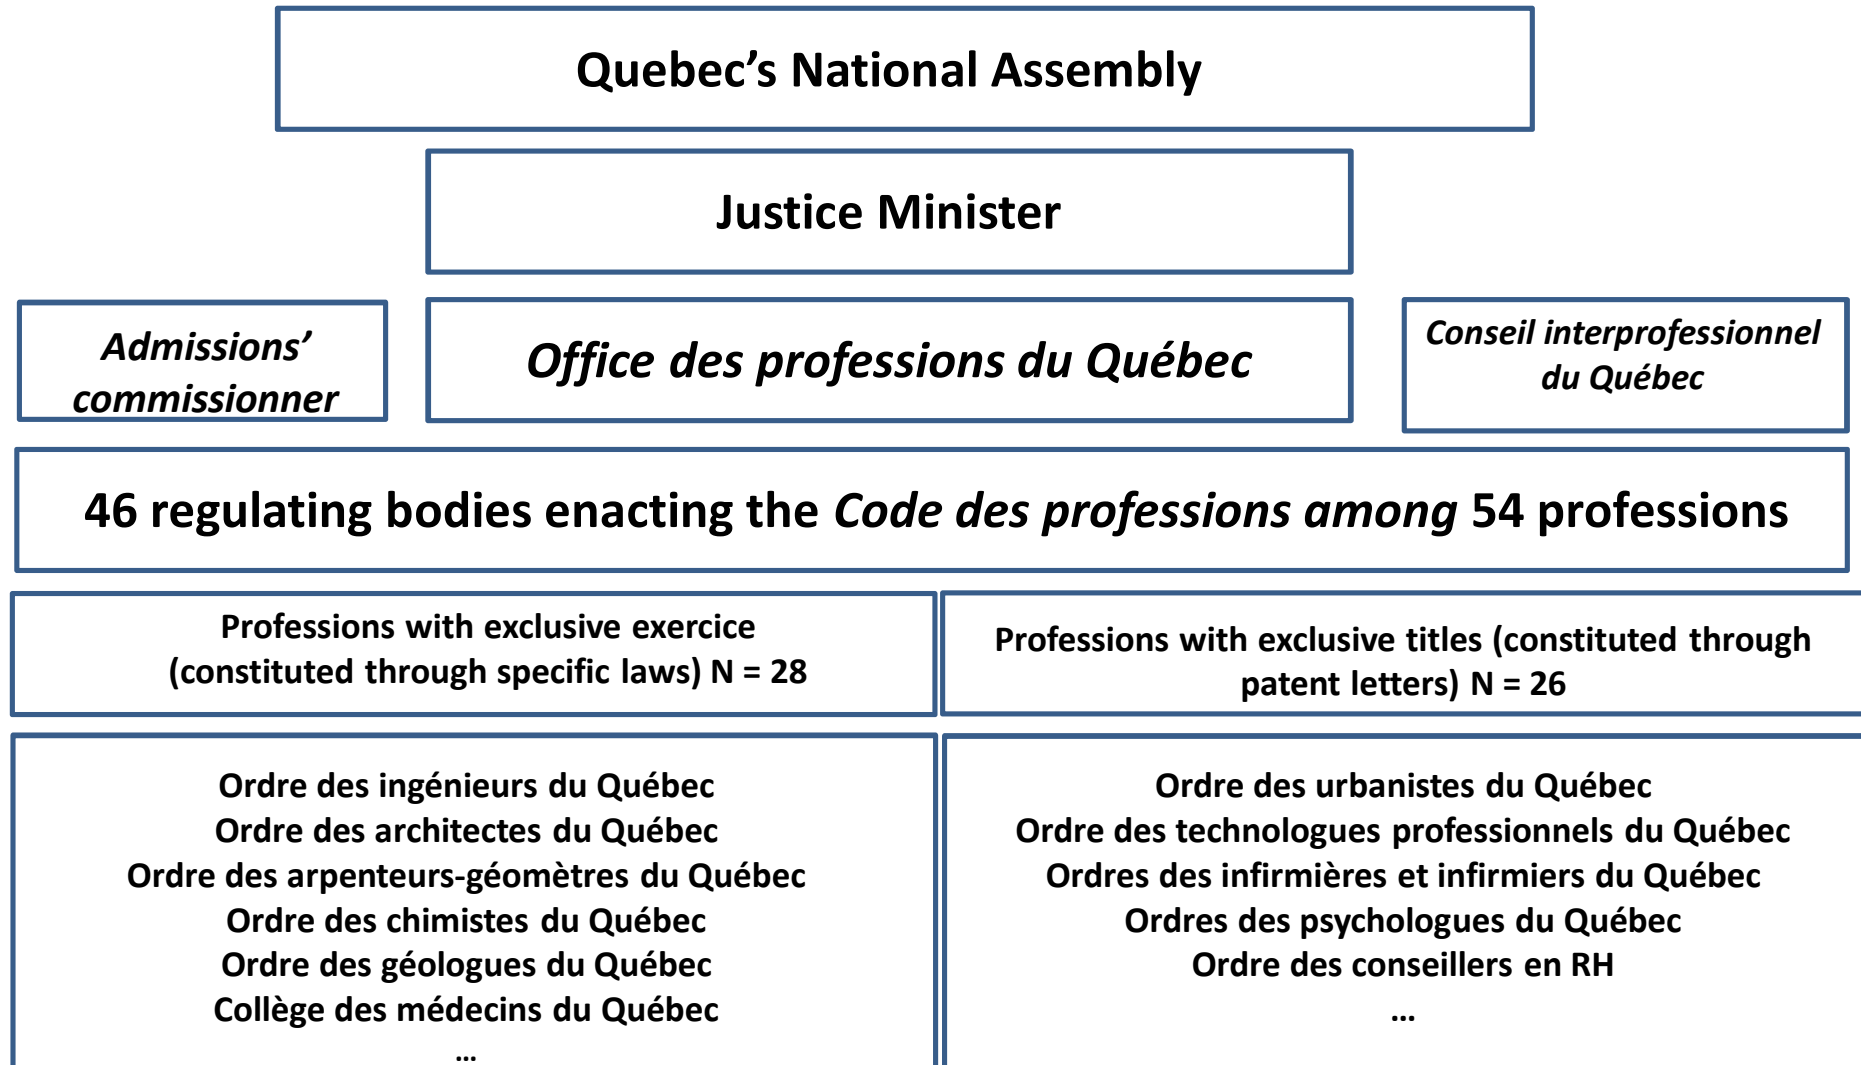 Quebec’s National Assembly
Justice Minister
Admissions’
commissioner
Office des professions du Québec
Conseil interprofessionnel
du Québec
46 regulating bodies enacting the Code des professions among 54 professions
Professions with exclusive exercice
(constituted through specific laws) N = 28
Professions with exclusive titles (constituted through
patent letters) N = 26
Ordre des ingénieurs du Québec
Ordre des architectes du Québec
Ordre des arpenteurs-géomètres du Québec
Ordre des chimistes du Québec
Ordre des géologues du Québec
Collège des médecins du Québec
...
Ordre des urbanistes du Québec
Ordre des technologues professionnels du Québec
Ordres des infirmières et infirmiers du Québec
Ordres des psychologues du Québec
Ordre des conseillers en RH
...